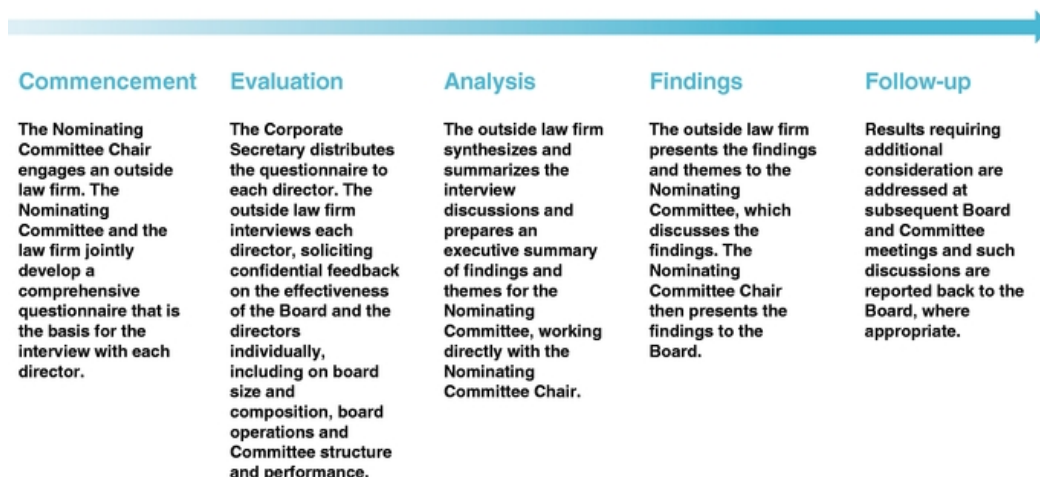 Commencement
The Nominating
Committee Chair
engages an outside
law firm. The
Nominating
Committee and the
law firm jointly
develop a
comprehensive
questionnaire that is
the basis for the
interview with each
director.
Evaluation
The Corporate
Secretary distributes
the questionnaire to
each director. The
outside law firm
interviews each
director, soliciting
confidential feedback
on the effectiveness
of the Board and the
directors
individually,
including on board
size and
composition, board
operations and
Committee structure
and performance.
Analysis
The outside law firm
synthesizes and
summarizes the
interview
discussions and
prepares an
executive summary
of findings and
themes for the
Nominating
Committee, working
directly with the
Nominating
Committee Chair.
Findings
The outside law firm
presents the findings
and themes to the
Nominating
Committee, which
discusses the
findings. The
Nominating
Committee Chair
then presents the
findings to the
Board.
Follow-up
Results requiring
additional
consideration are
addressed at
subsequent Board
and Committee
meetings and such
discussions are
reported back to the
Board, where
appropriate.